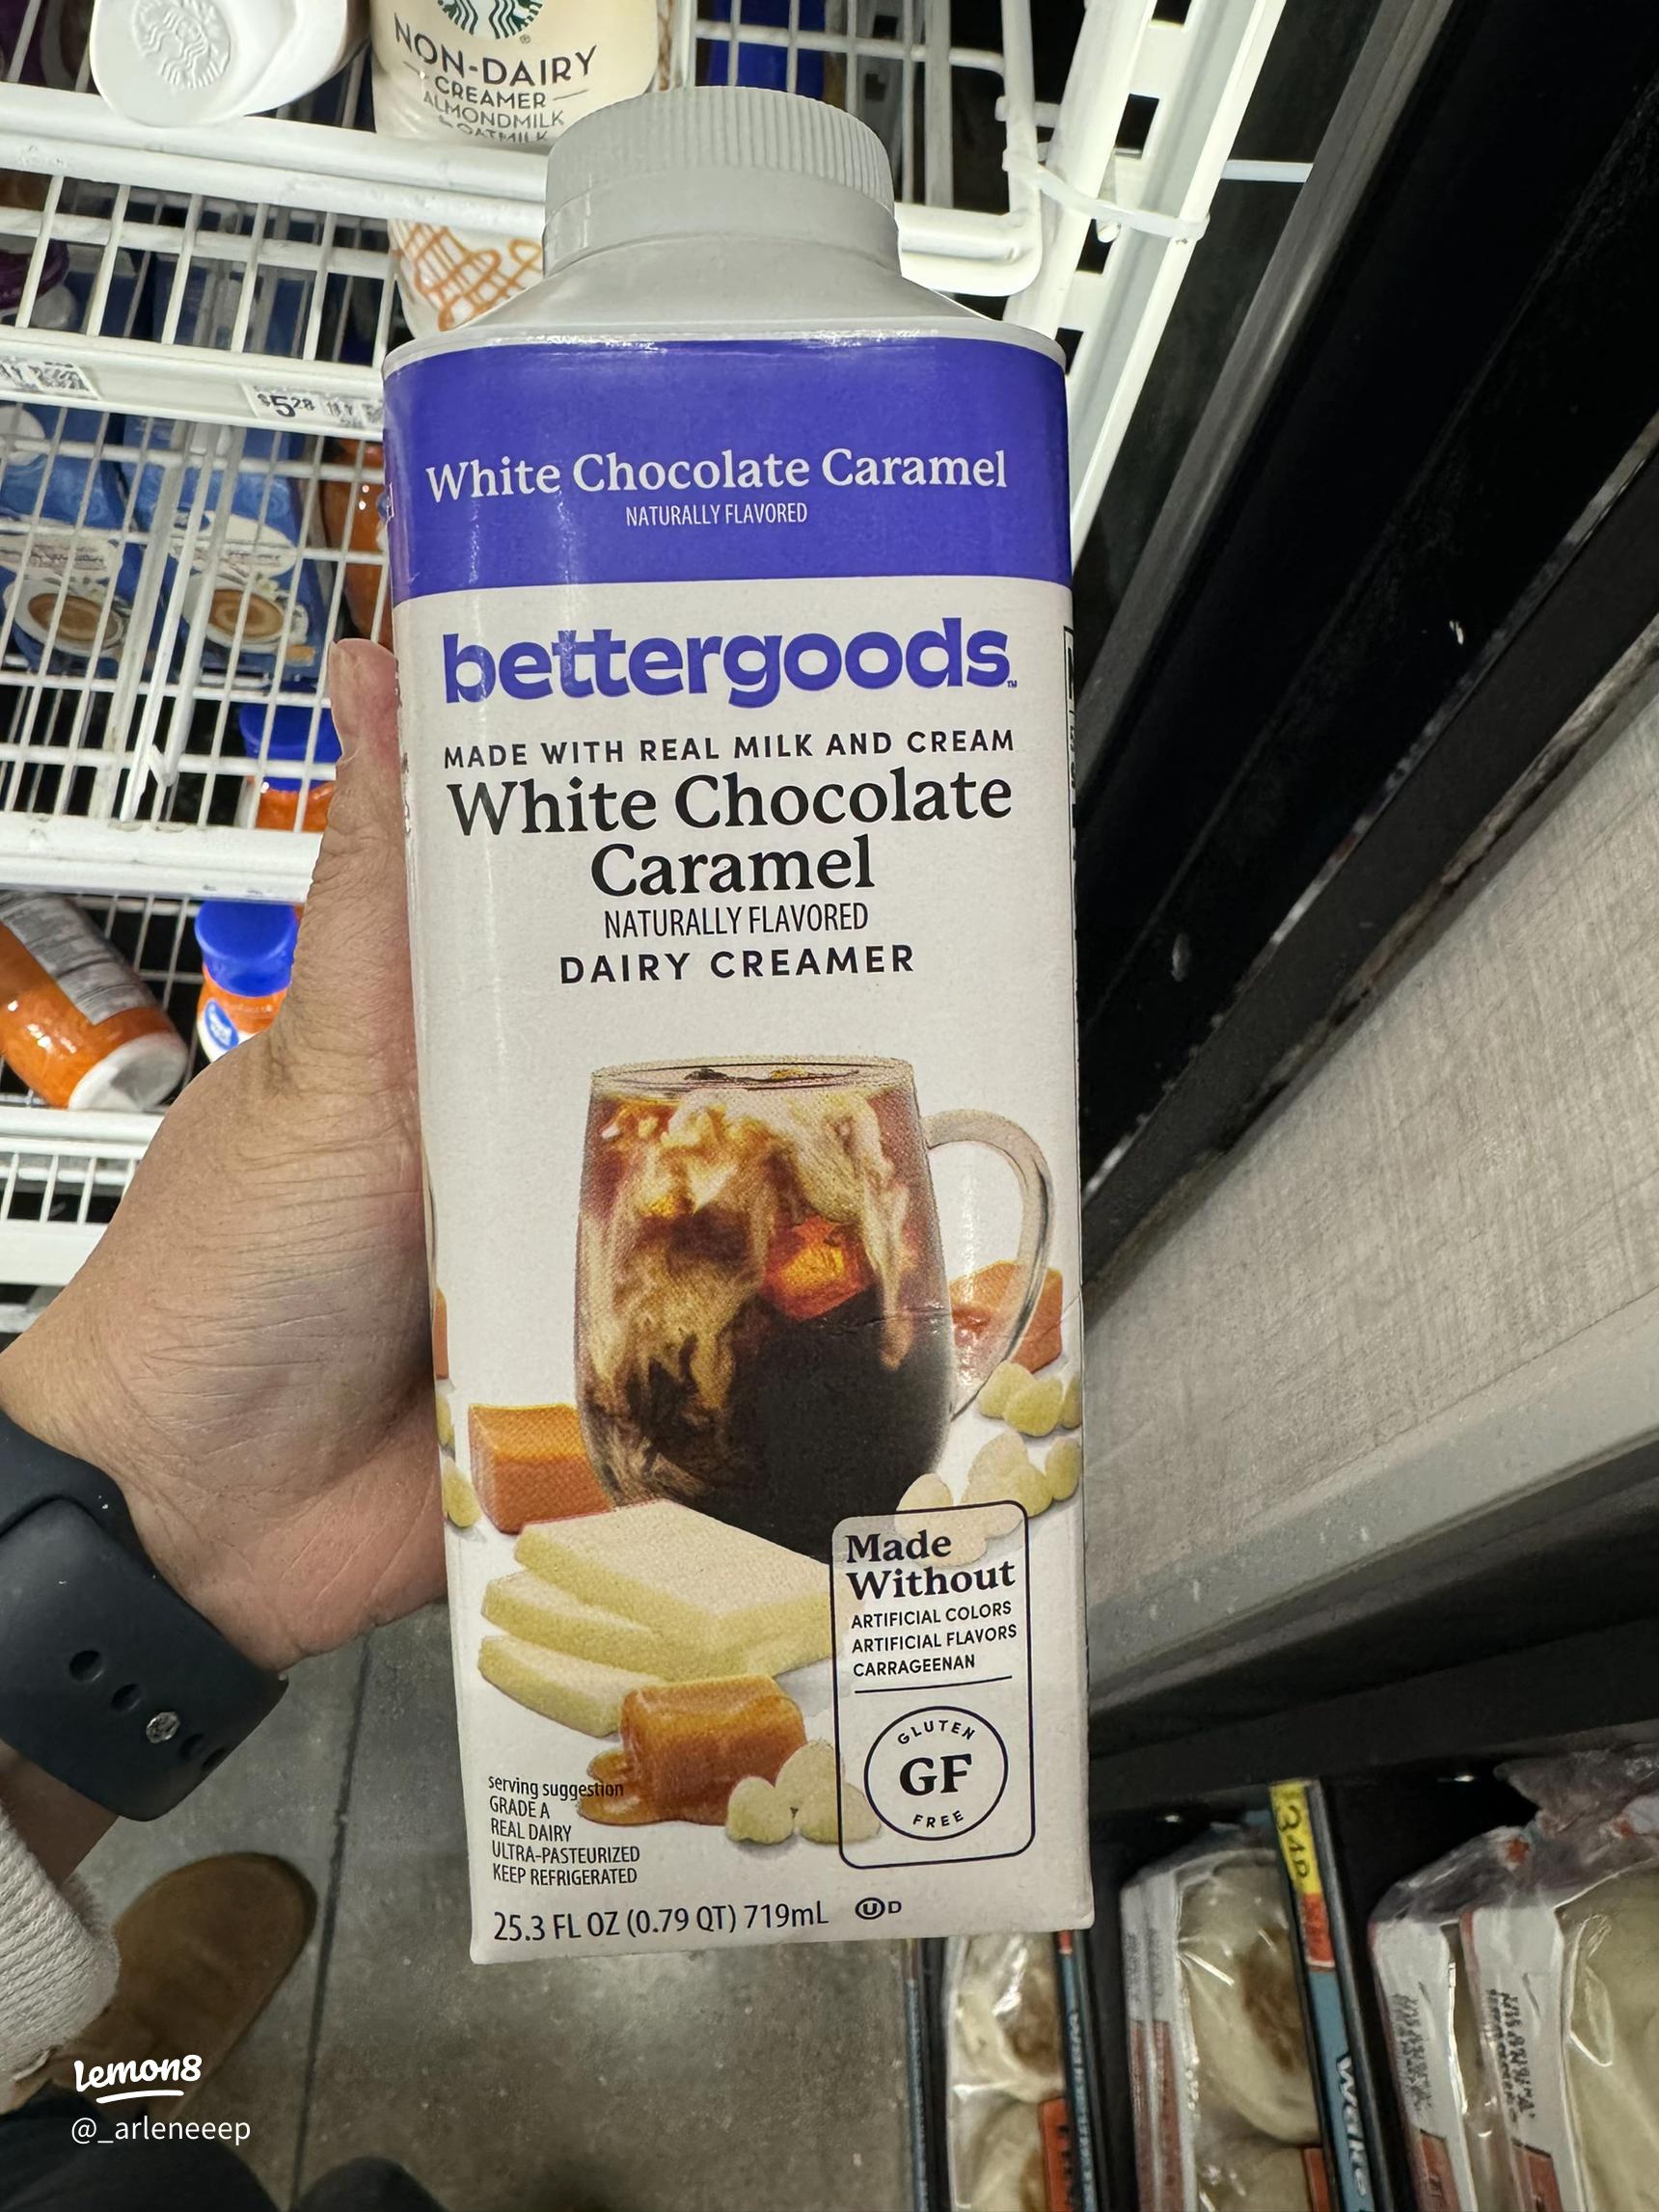 NON-DAIRY
CREAMER
ALMONDMILK
& OATMILK
$5.28
White Chocolate Caramel
NATURALLY FLAVORED
bettergoods™
MADE WITH REAL MILK AND CREAM
White Chocolate
Caramel
NATURALLY FLAVORED
DAIRY CREAMER
Made
Without
ARTIFICIAL COLORS
ARTIFICIAL FLAVORS
CARRAGEENAN
GLUTEN
GF
FREE
serving suggestion
GRADE A
REAL DAIRY
ULTRA-PASTEURIZED
KEEP REFRIGERATED
25.3 FL OZ (0.79 QT) 719mL
U D
Lemon8
@_arleneeep